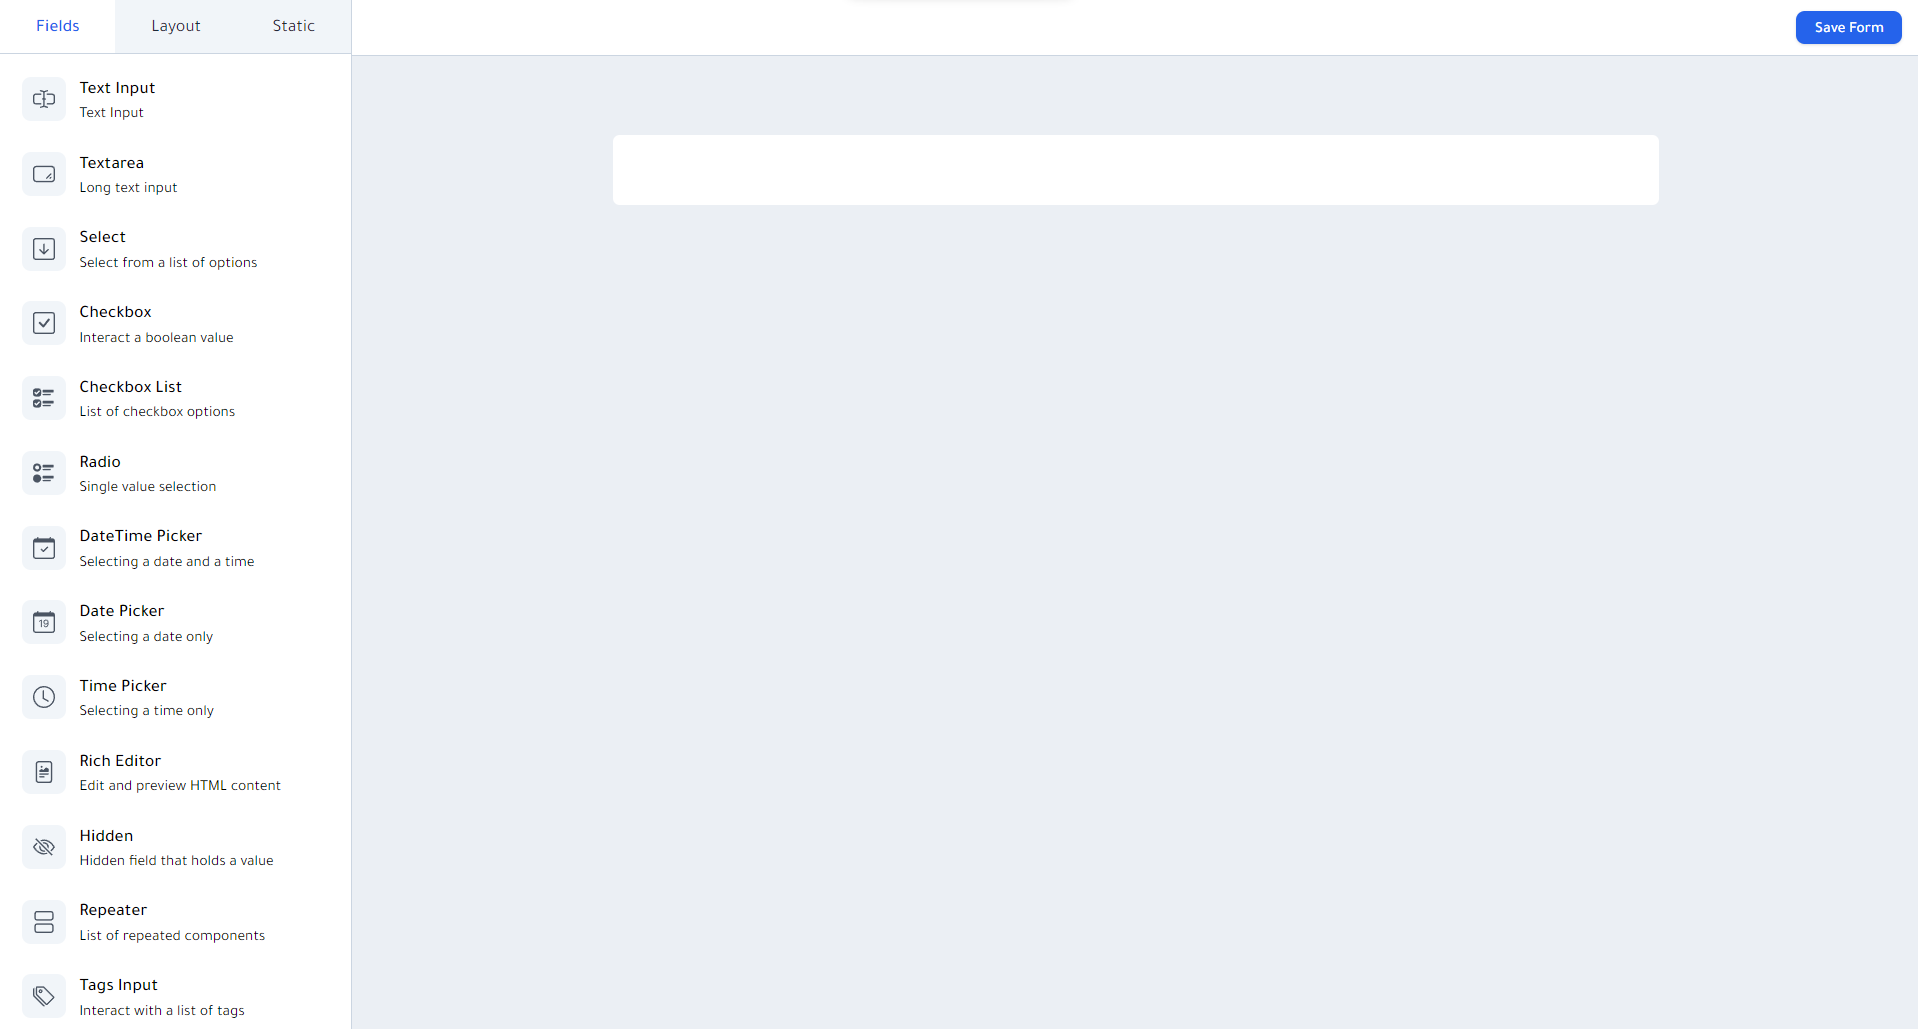 Fields
Layout
Static
Save Form
Text Input
Text Input
Textarea
Long text input
Select
Select from a list of options
Checkbox
Interact a boolean value
Checkbox List
List of checkbox options
Radio
Single value selection
DateTime Picker
Selecting a date and a time
Date Picker
19
Selecting a date only
Time Picker
Selecting a time only
Rich Editor
Edit and preview HTML content
Hidden
Hidden field that holds a value
Repeater
List of repeated components
Tags Input
Interact with a list of tags